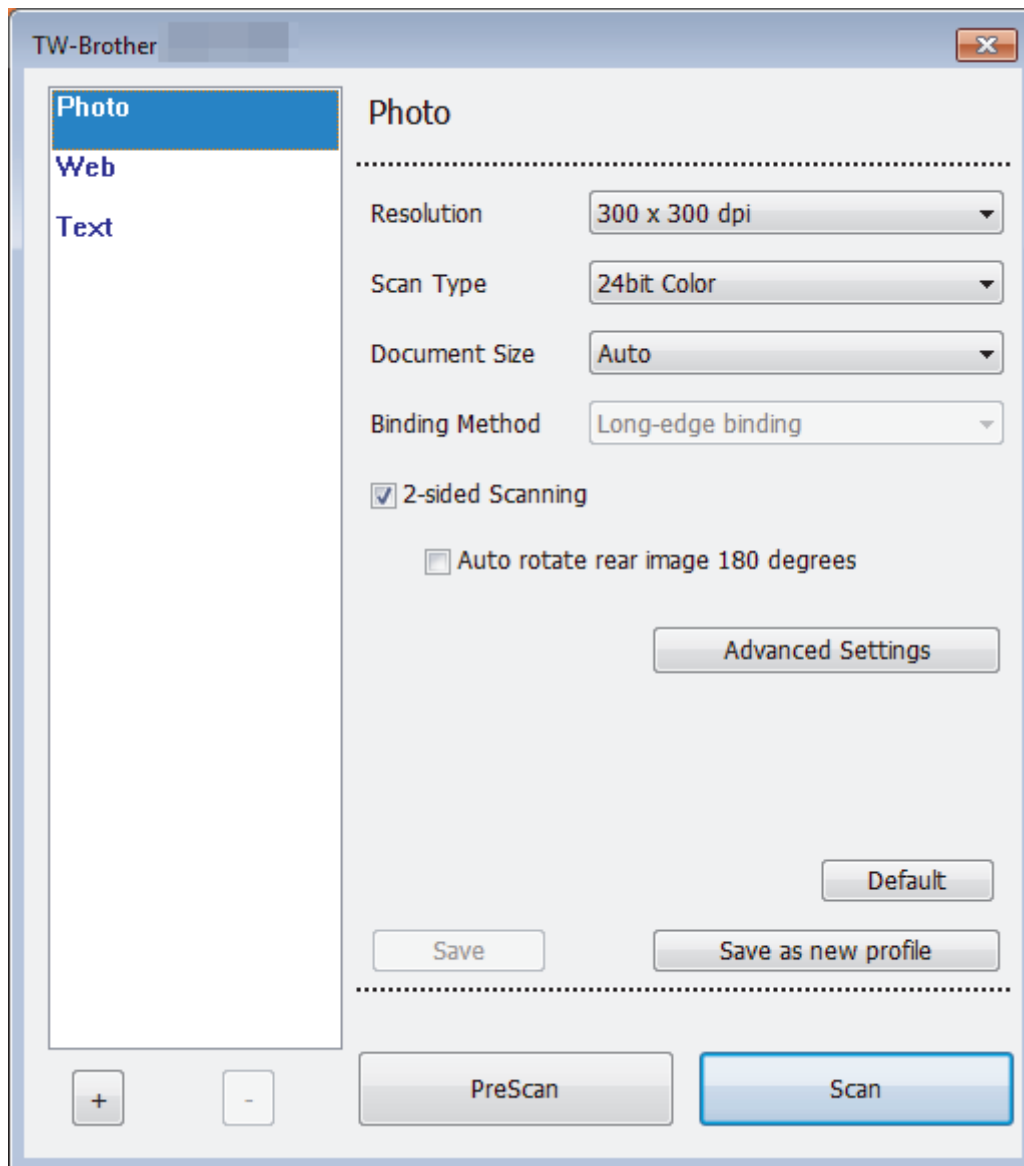 TW-Brother
Photo
Web
Text
Photo
Resolution 300 x 300 dpi
Scan Type 24bit Color
Document Size Auto
Binding Method Long-edge binding
2-sided Scanning
Auto rotate rear image 180 degrees
Advanced Settings
Default
Save Save as new profile
+ - PreScan Scan